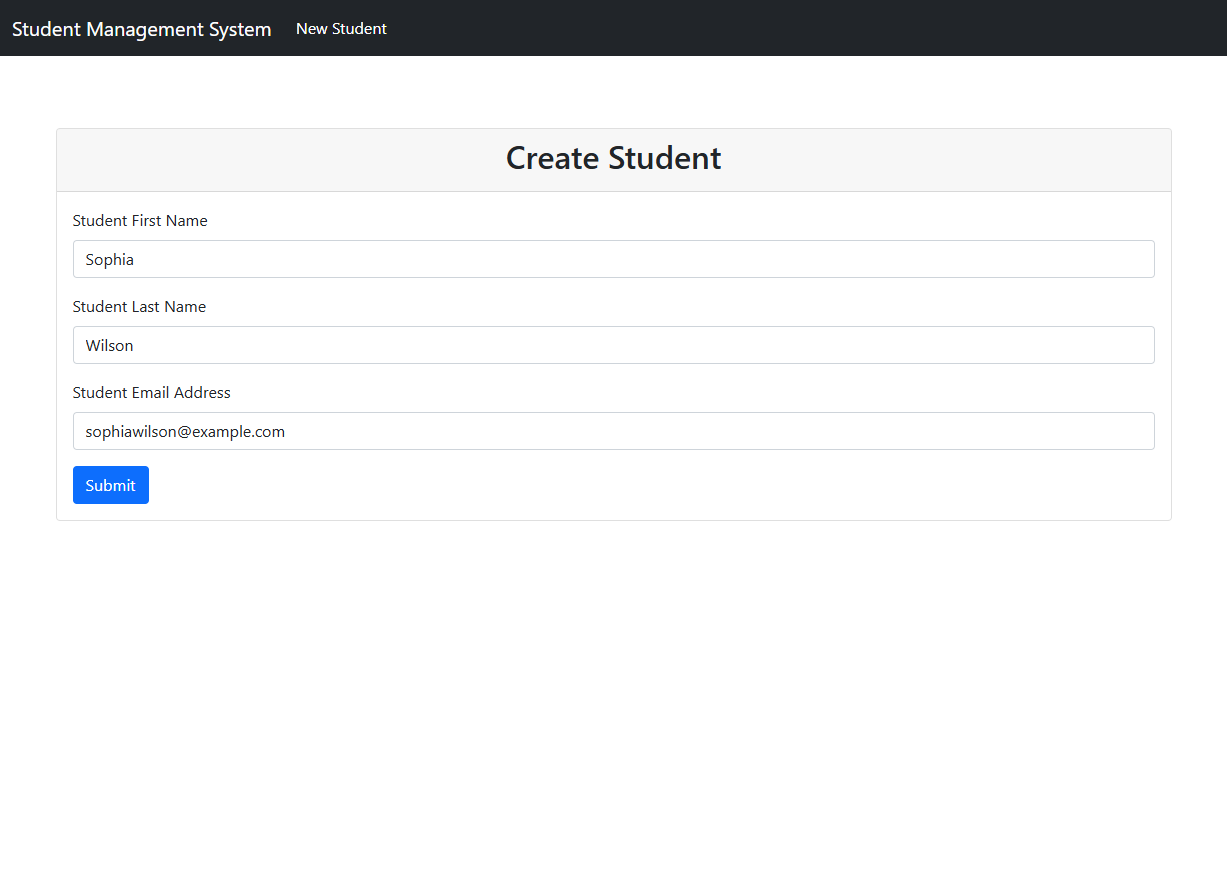 Student Management System New Student
Create Student
Student First Name
Sophia
Student Last Name
Wilson
Student Email Address
sophiawilson@example.com
Submit